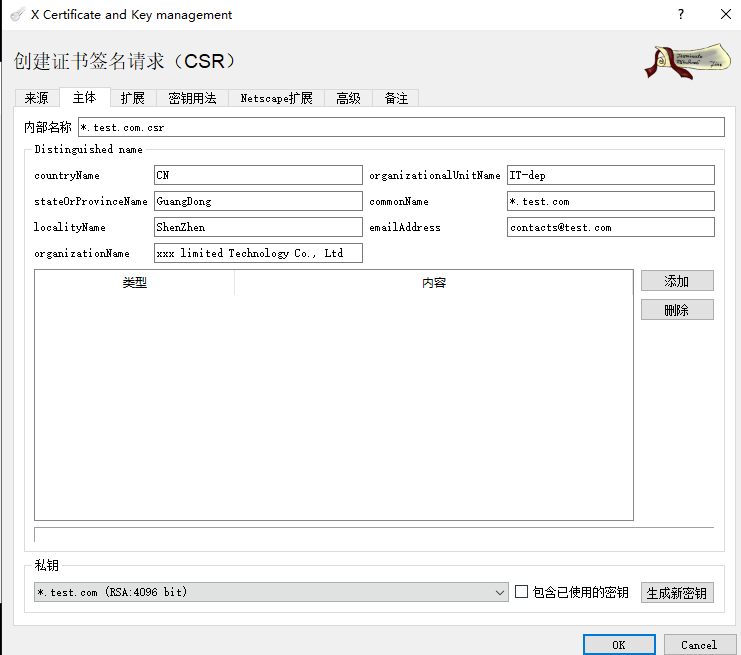 X Certificate and Key management
创建证书签名请求（CSR）
来源 主体 扩展 密钥用法 Netscape扩展 高级 备注
内部名称 *.test.com.csr
Distinguished name
countryName CN organizationalUnitName IT-dep
stateOrProvinceName GuangDong commonName *.test.com
localityName ShenZhen emailAddress contacts@test.com
organizationName xxx limited Technology Co., Ltd
类型 内容 添加
删除
私钥
*.test.com (RSA:4096 bit) 包含已使用的密钥 生成新密钥
OK Cancel